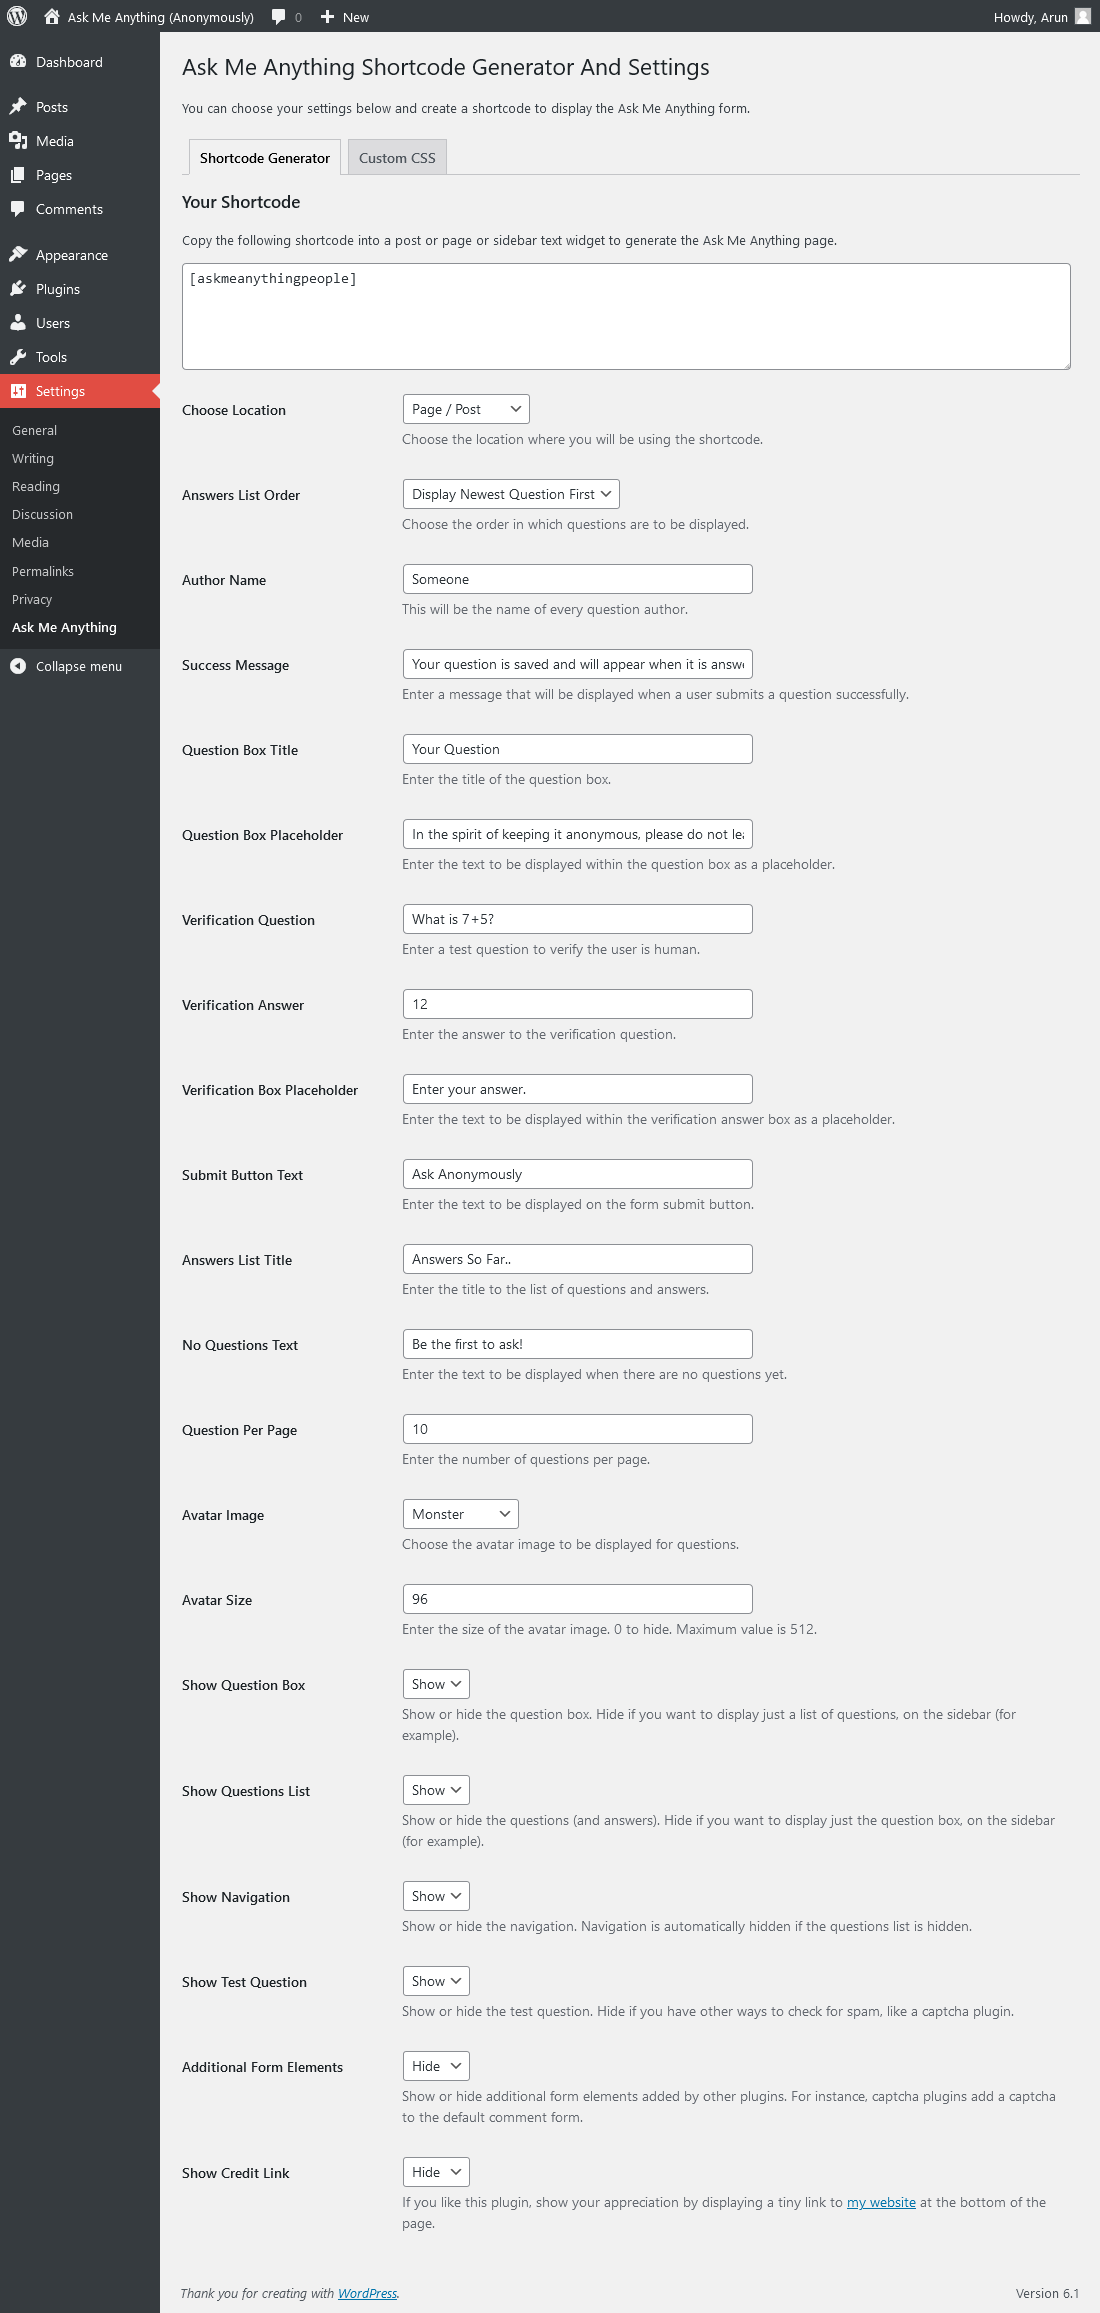 Ask Me Anything (Anonymously) 0 New Howdy, Arun
Dashboard
Posts
Media
Pages
Comments
Appearance
Plugins
Users
Tools
Settings
General
Writing
Reading
Discussion
Media
Permalinks
Privacy
Ask Me Anything
Collapse menu
Ask Me Anything Shortcode Generator And Settings
You can choose your settings below and create a shortcode to display the Ask Me Anything form.
Shortcode Generator Custom CSS
Your Shortcode
Copy the following shortcode into a post or page or sidebar text widget to generate the Ask Me Anything page.
[askmeanythingpeople]
Choose Location Page / Post
Choose the location where you will be using the shortcode.
Answers List Order Display Newest Question First
Choose the order in which questions are to be displayed.
Author Name Someone
This will be the name of every question author.
Success Message Your question is saved and will appear when it is answe
Enter a message that will be displayed when a user submits a question successfully.
Question Box Title Your Question
Enter the title of the question box.
Question Box Placeholder In the spirit of keeping it anonymous, please do not lea
Enter the text to be displayed within the question box as a placeholder.
Verification Question What is 7+5?
Enter a test question to verify the user is human.
Verification Answer 12
Enter the answer to the verification question.
Verification Box Placeholder Enter your answer.
Enter the text to be displayed within the verification answer box as a placeholder.
Submit Button Text Ask Anonymously
Enter the text to be displayed on the form submit button.
Answers List Title Answers So Far..
Enter the title to the list of questions and answers.
No Questions Text Be the first to ask!
Enter the text to be displayed when there are no questions yet.
Question Per Page 10
Enter the number of questions per page.
Avatar Image Monster
Choose the avatar image to be displayed for questions.
Avatar Size 96
Enter the size of the avatar image. 0 to hide. Maximum value is 512.
Show Question Box Show
Show or hide the question box. Hide if you want to display just a list of questions, on the sidebar (for
example).
Show Questions List Show
Show or hide the questions (and answers). Hide if you want to display just the question box, on the sidebar
(for example).
Show Navigation Show
Show or hide the navigation. Navigation is automatically hidden if the questions list is hidden.
Show Test Question Show
Show or hide the test question. Hide if you have other ways to check for spam, like a captcha plugin.
Additional Form Elements Hide
Show or hide additional form elements added by other plugins. For instance, captcha plugins add a captcha
to the default comment form.
Show Credit Link Hide
If you like this plugin, show your appreciation by displaying a tiny link to my website at the bottom of the
page.
Thank you for creating with WordPress. Version 6.1